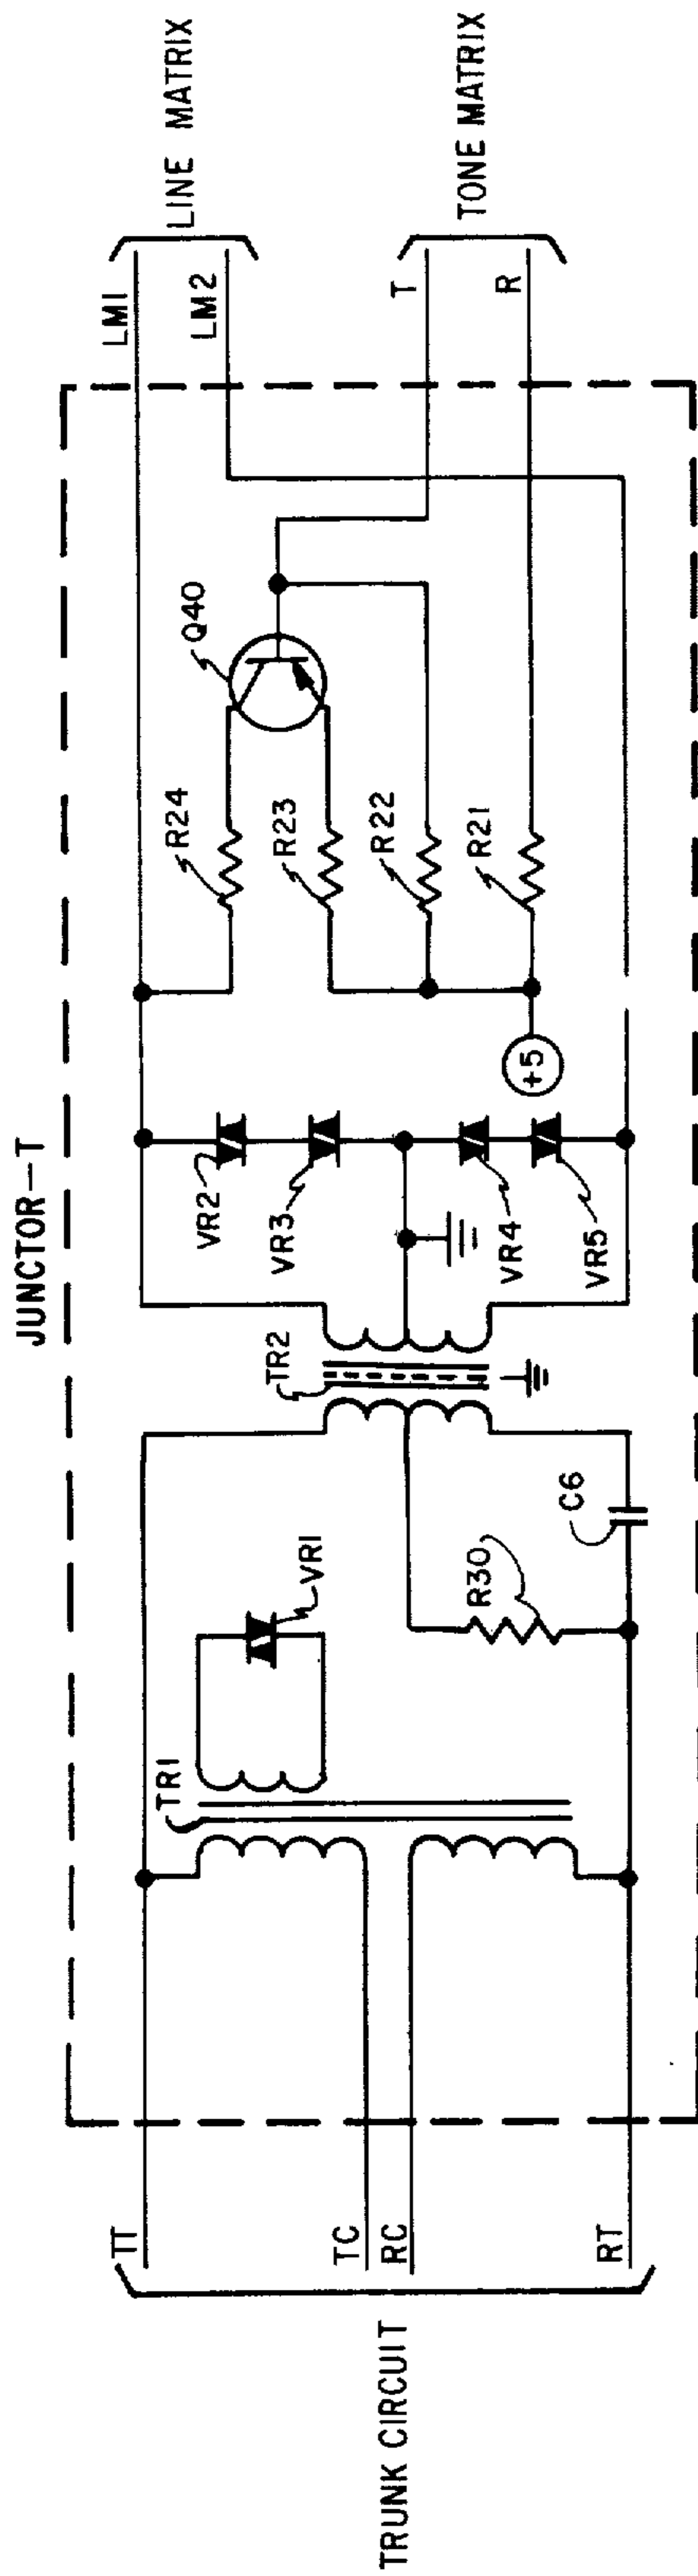 JUNCTOR-T
TRUNK CIRCUIT
TT
TC
RC
RT
TR1
VR1
R30
C6
TR2
VR2
VR3
VR4
VR5
+5
R24
R23
R22
R21
Q40
LM1
LM2
LINE MATRIX
T
R
TONE MATRIX